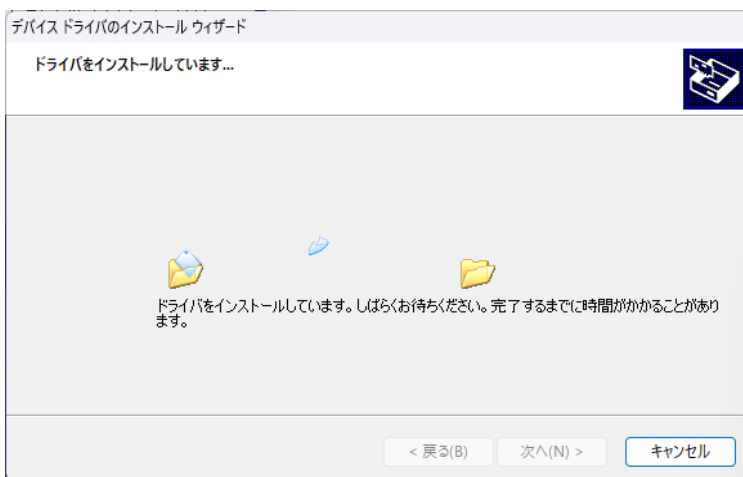 デバイス ドライバのインストール ウィザード
ドライバをインストールしています...
ドライバをインストールしています。しばらくお待ちください。完了するまでに時間がかかることがあり
ます。
< 戻る(B)
次へ(N) >
キャンセル